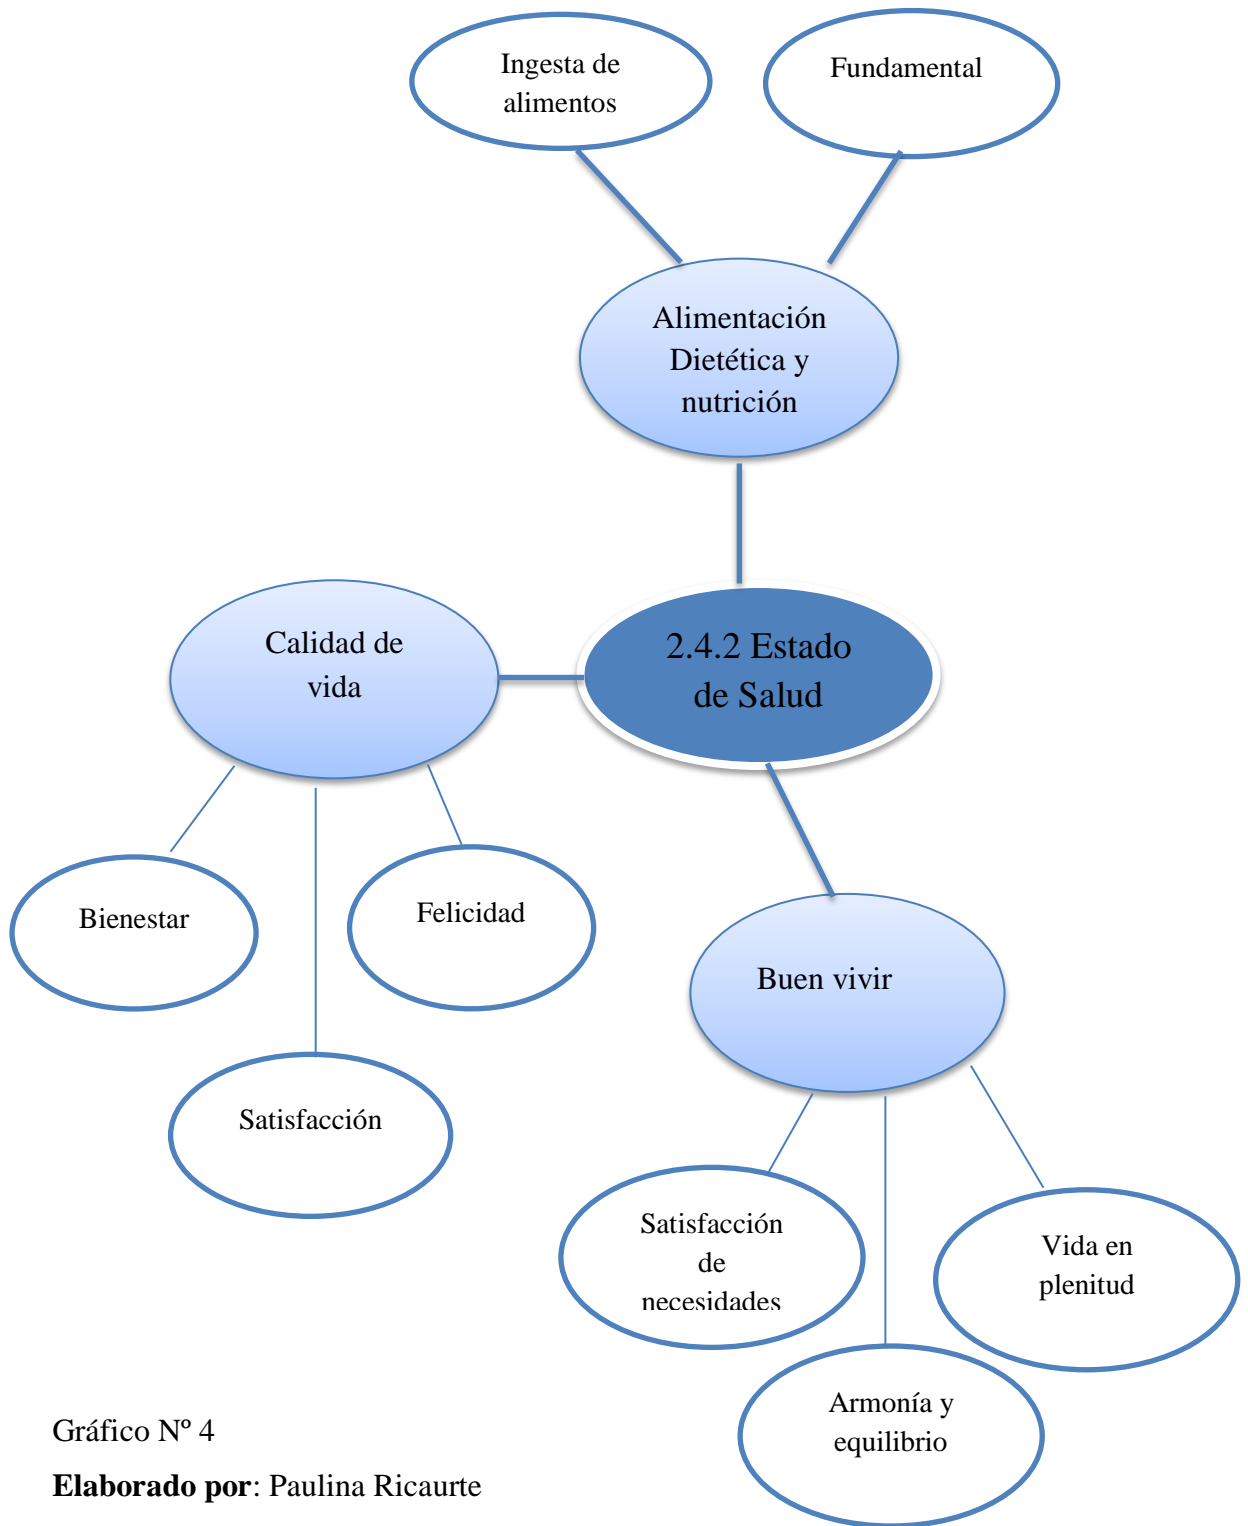 Ingesta de
alimentos
Fundamental
Alimentación
Dietética y
nutrición
Calidad de
vida
2.4.2 Estado
de Salud
Bienestar
Felicidad
Satisfacción
Buen vivir
Satisfacción
de
necesidades
Vida en
plenitud
Armonía y
equilibrio
Gráfico Nº 4
Elaborado por: Paulina Ricaurte